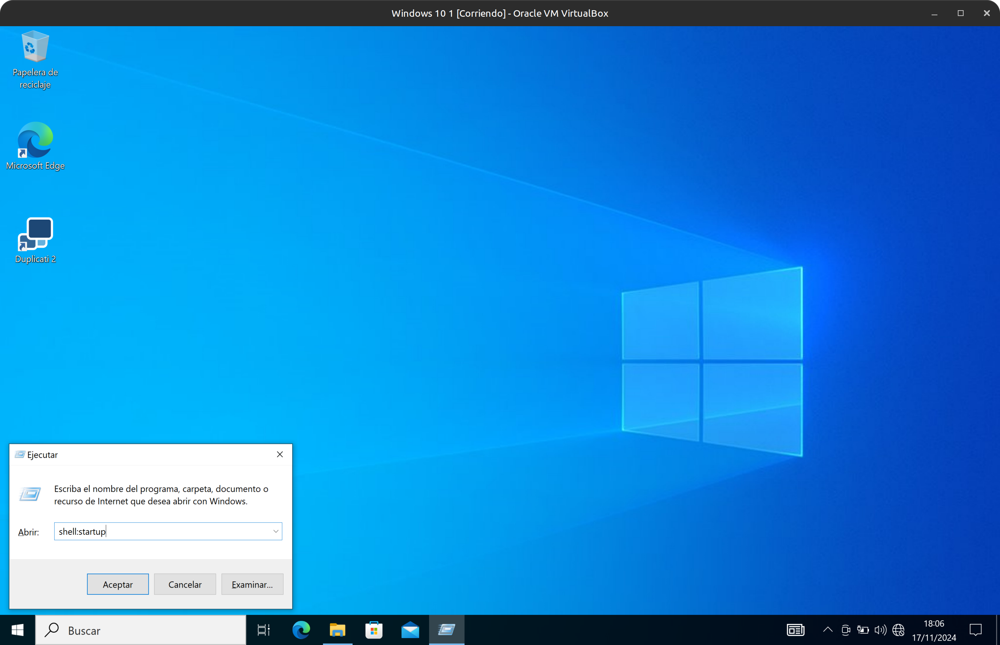 Windows 10 1 [Corriendo] - Oracle VM VirtualBox
Papelera de
reciclaje
Microsoft Edge
Duplicati 2
Ejecutar
Escriba el nombre del programa, carpeta, documento o
recurso de Internet que desea abrir con Windows.
Abrir:
shell:startup
Aceptar
Cancelar
Examinar...
Buscar
18:06
17/11/2024